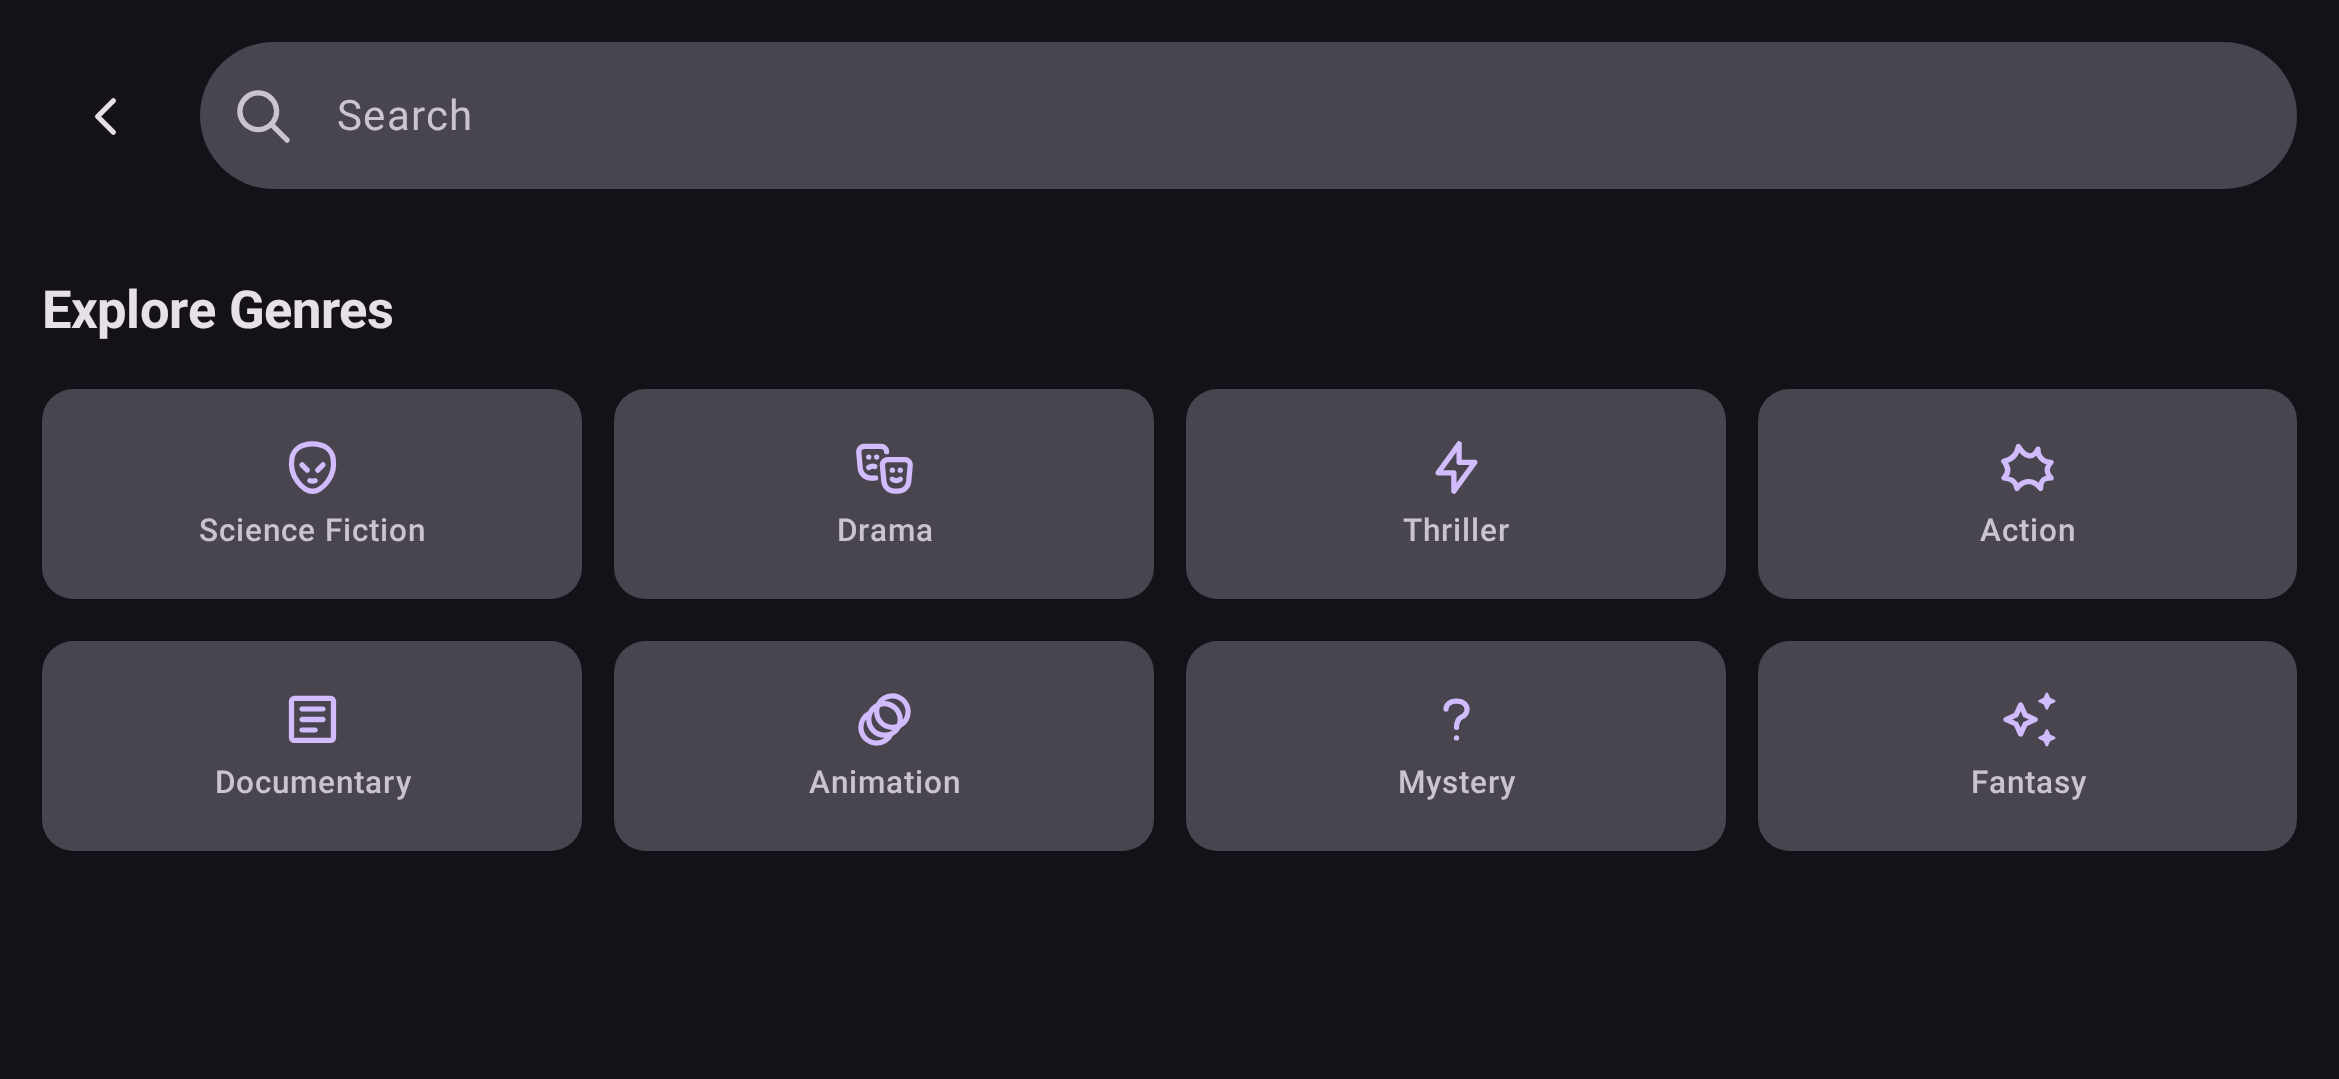 Search
Explore Genres
Science Fiction
Drama
Thriller
Action
Documentary
Animation
Mystery
Fantasy